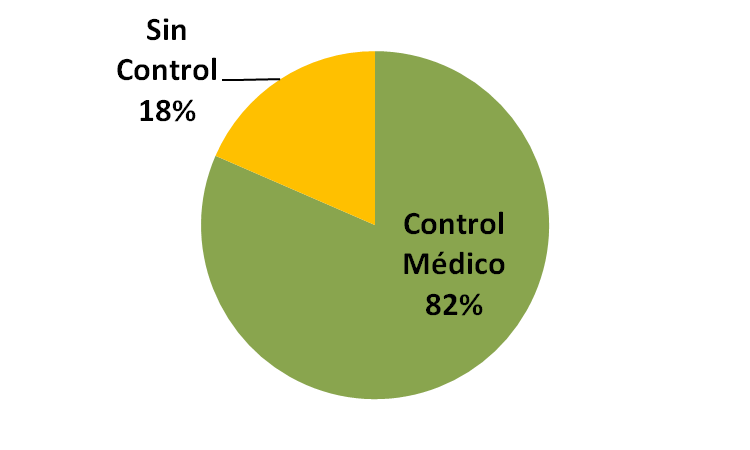 Sin
Control
18%
Control
Médico
82%